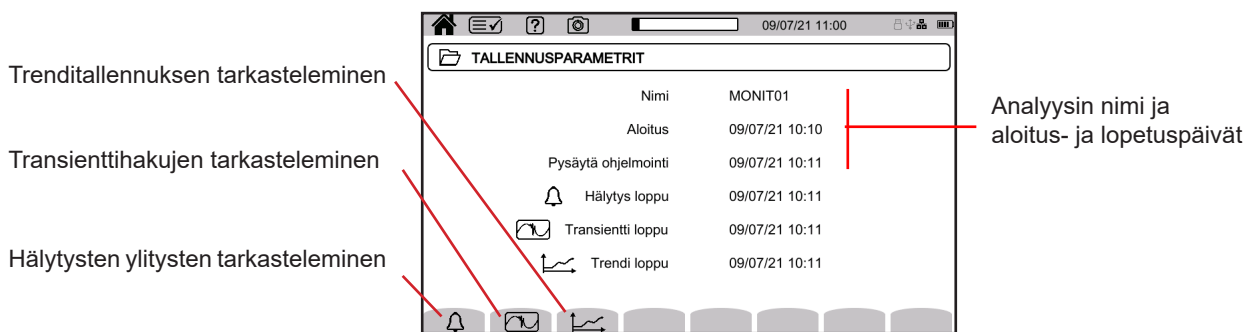 09/07/21 11:00
TALLENNUSPARAMETRIT
Trenditallennuksen tarkasteleminen
Transienttihakujen tarkasteleminen
Hälytysten ylitysten tarkasteleminen
Nimi MONIT01
Aloitus 09/07/21 10:10
Pysäytä ohjelmointi 09/07/21 10:11
Hälytys loppu 09/07/21 10:11
Transientti loppu 09/07/21 10:11
Trendi loppu 09/07/21 10:11
Analyysin nimi ja
aloitus- ja lopetuspäivät